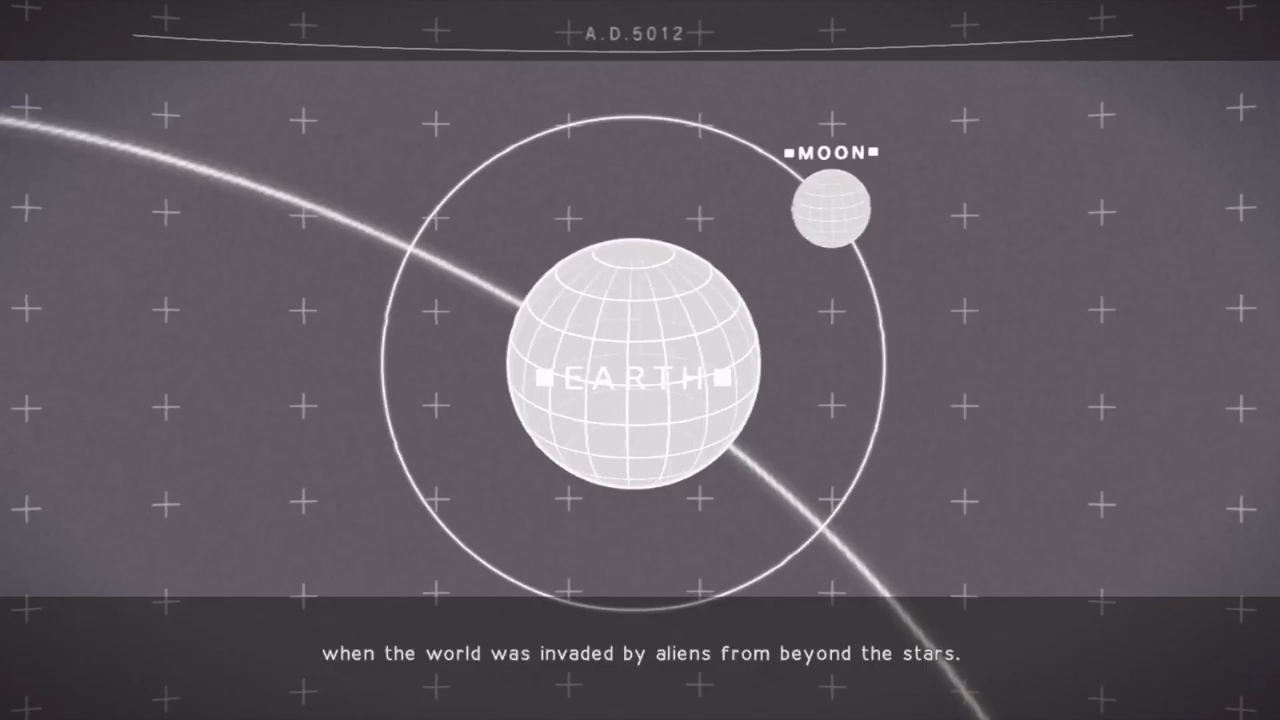 A.D.5012
MOON
EARTH
when the world was invaded by aliens from beyond the stars.